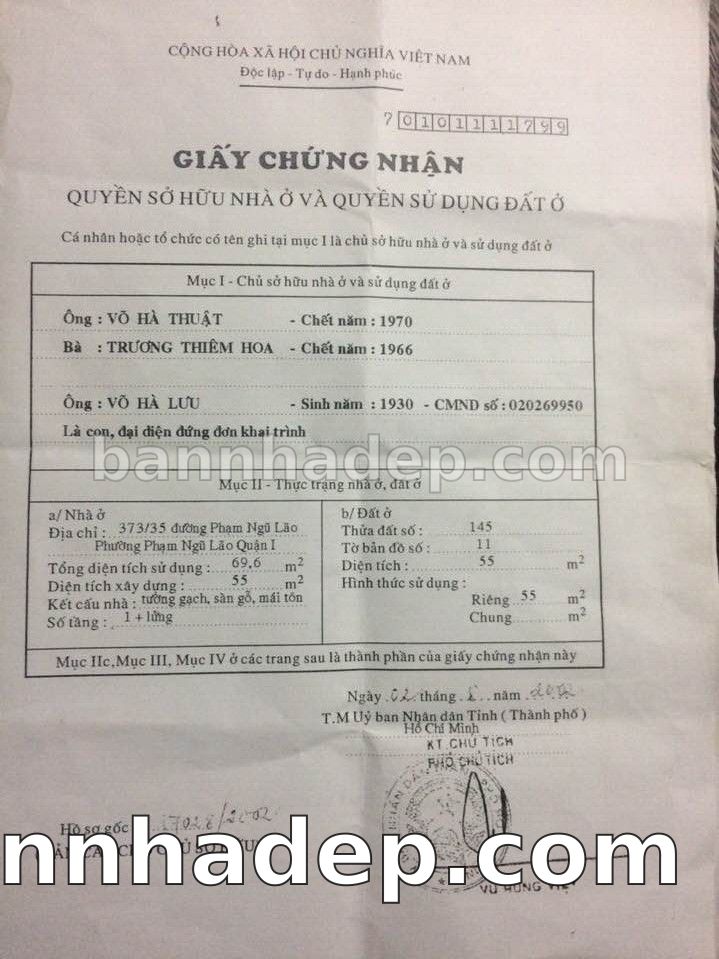 CỘNG HÒA XÃ HỘI CHỦ NGHĨA VIỆT NAM
Độc lập - Tự do - Hạnh phúc
7 0101111799
GIẤY CHỨNG NHẬN
QUYỀN SỞ HỮU NHÀ Ở VÀ QUYỀN SỬ DỤNG ĐẤT Ở
Cá nhân hoặc tổ chức có tên ghi tại mục I là chủ sở hữu nhà ở và sử dụng đất ở
Mục I - Chủ sở hữu nhà ở và sử dụng đất ở
Ông : VÕ HÀ THUẬT - Chết năm : 1970
Bà : TRƯƠNG THIÊM HOA - Chết năm : 1966
Ông : VÕ HÀ LƯU - Sinh năm : 1930 - CMND số : 020269950
Là con, đại diện đứng đơn khai trình
bannhadep.com
Mục II - Thực trạng nhà ở, đất ở
a/ Nhà ở
Địa chỉ : 373/35 đường Phạm Ngũ Lão
Phường Phạm Ngũ Lão Quận I
Tổng diện tích sử dụng : 69,6 m2
Diện tích xây dựng : 55 m2
Kết cấu nhà : tường gạch, sàn gỗ, mái tôn
Số tầng : 1 + lửng
b/ Đất ở
Thửa đất số : 145
Tờ bản đồ số : 11
Diện tích : 55 m2
Hình thức sử dụng :
Riêng 55 m2
Chung m2
Mục IIc, Mục III, Mục IV ở các trang sau là thành phần của giấy chứng nhận này
Ngày 02 tháng năm 2002
T.M Uỷ ban Nhân dân Tỉnh ( Thành phố )
Hồ Chí Minh
KT. CHỦ TỊCH
PHÓ CHỦ TỊCH
Hồ sơ gốc 17028/2002
nnhadep.com
VŨ HÙNG VIỆT